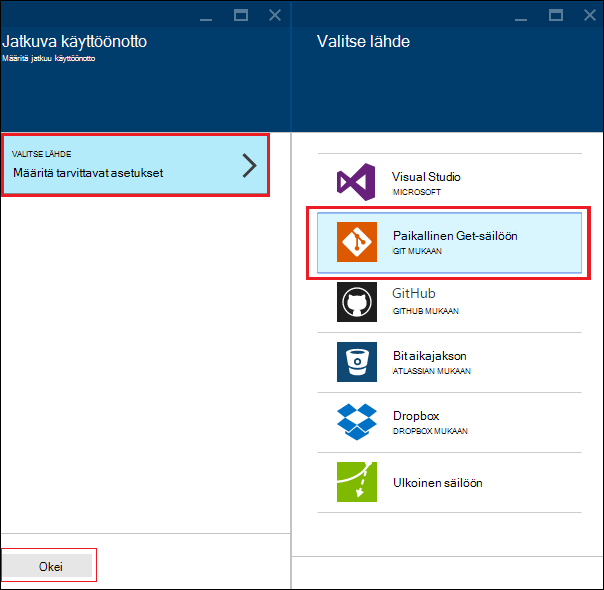 Jatkuva käyttöönotto
Määritä jatkuu käyttöönotto
VALITSE LÄHDE
Määritä tarvittavat asetukset
Okei
Valitse lähde
Visual Studio
MICROSOFT
Paikallinen Get-säilöön
GIT MUKAAN
GitHub
GITHUB MUKAAN
Bitaikajakson
ATLASSIAN MUKAAN
Dropbox
DROPBOX MUKAAN
Ulkoinen säilöön